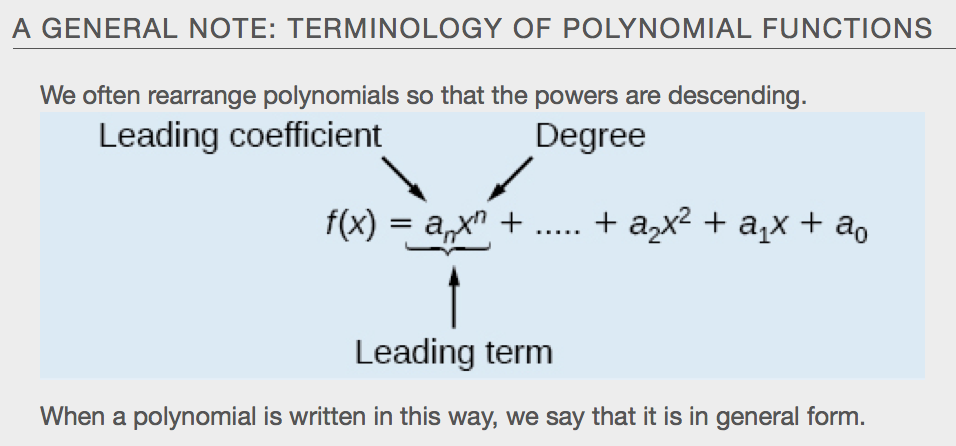 A GENERAL NOTE: TERMINOLOGY OF POLYNOMIAL FUNCTIONS
We often rearrange polynomials so that the powers are descending.
Leading coefficient Degree
f(x) = aₙxⁿ + ..... + a₂x² + a₁x + a₀
Leading term
When a polynomial is written in this way, we say that it is in general form.